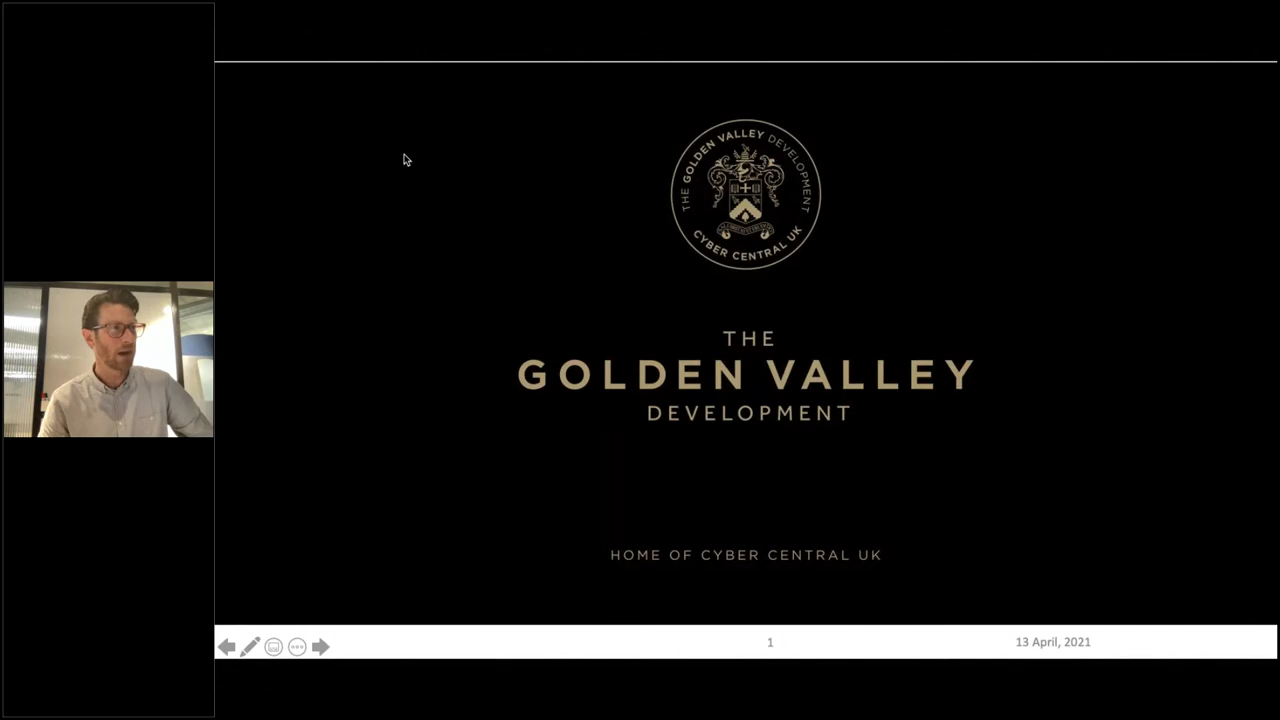 THE GOLDEN VALLEY DEVELOPMENT
CYBER CENTRAL UK
THE
GOLDEN VALLEY
DEVELOPMENT
HOME OF CYBER CENTRAL UK
1
13 April, 2021